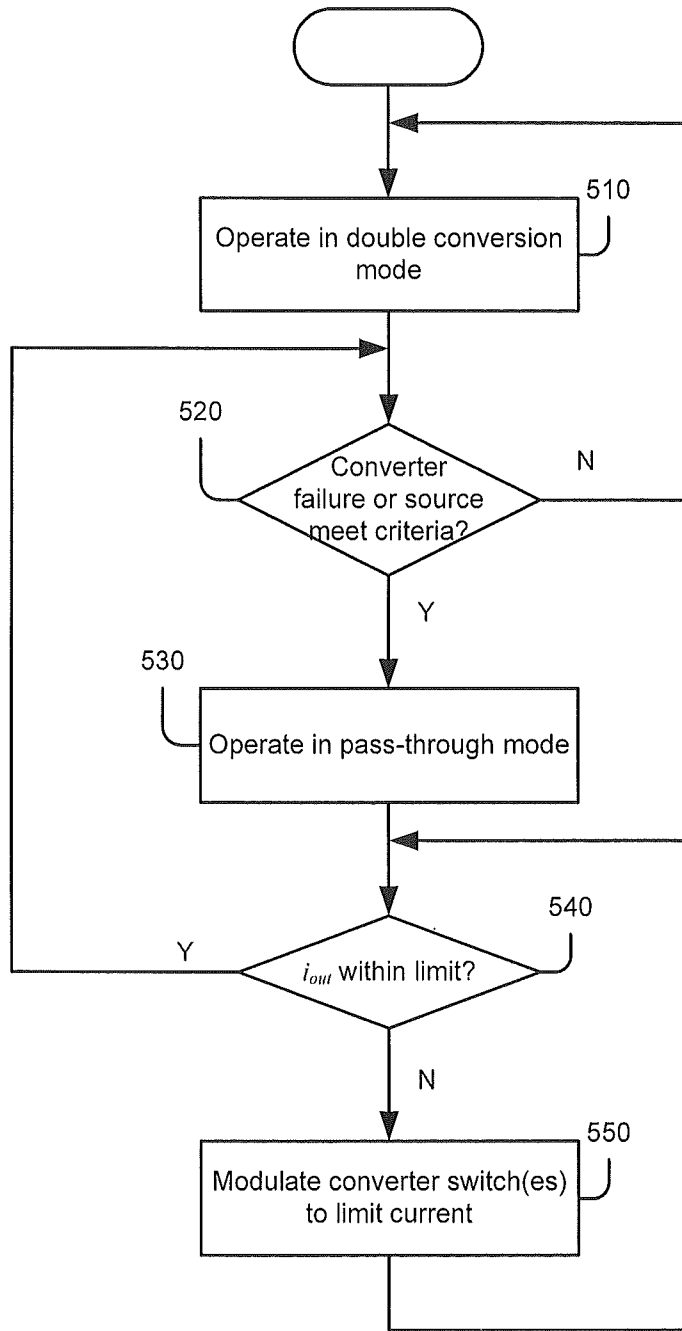 510
Operate in double conversion
mode
520
Converter
failure or source
meet criteria?
N
Y
530
Operate in pass-through mode
540
Y
i_out within limit?
N
550
Modulate converter switch(es)
to limit current